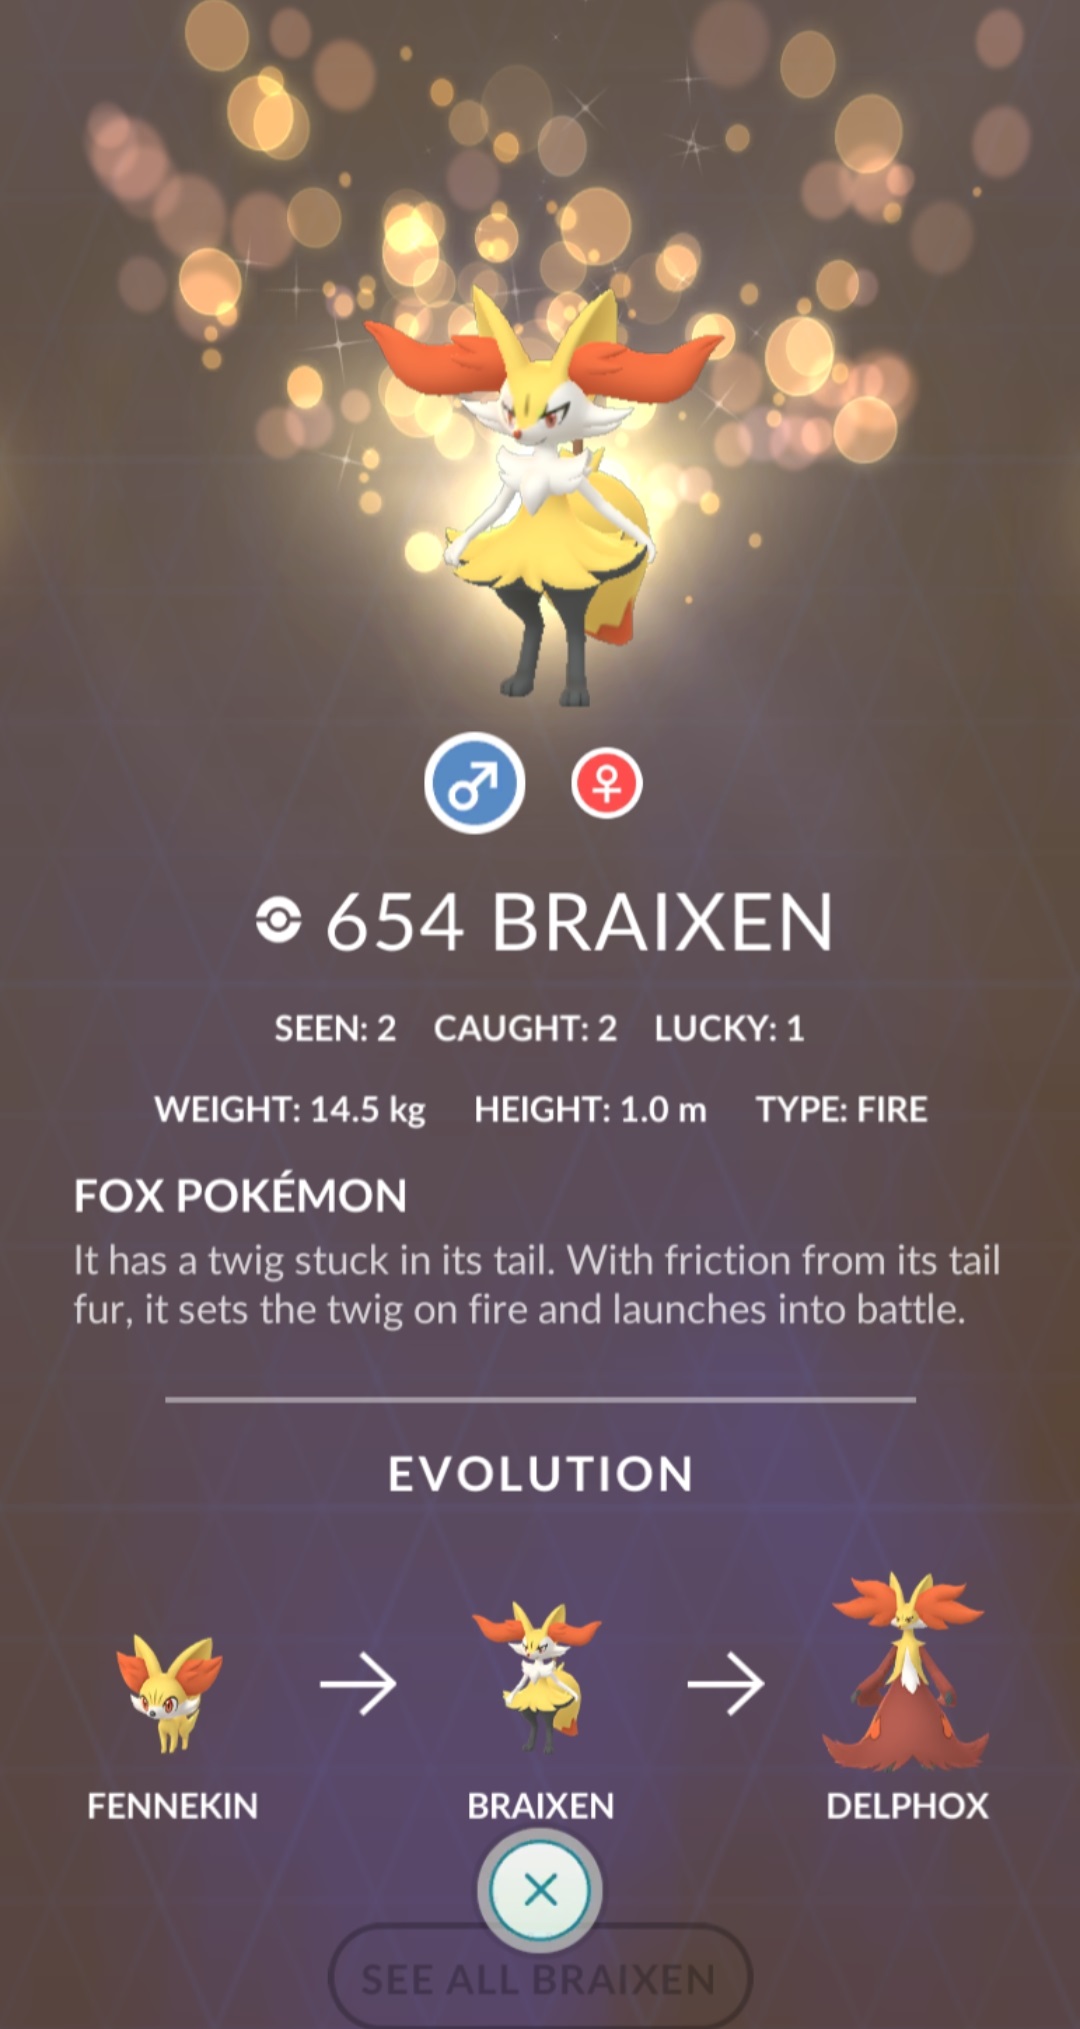 654 BRAIXEN
SEEN: 2 CAUGHT: 2 LUCKY: 1
WEIGHT: 14.5 kg HEIGHT: 1.0 m TYPE: FIRE
FOX POKÉMON
It has a twig stuck in its tail. With friction from its tail
fur, it sets the twig on fire and launches into battle.
EVOLUTION
FENNEKIN BRAIXEN DELPHOX
SEE ALL BRAIXEN